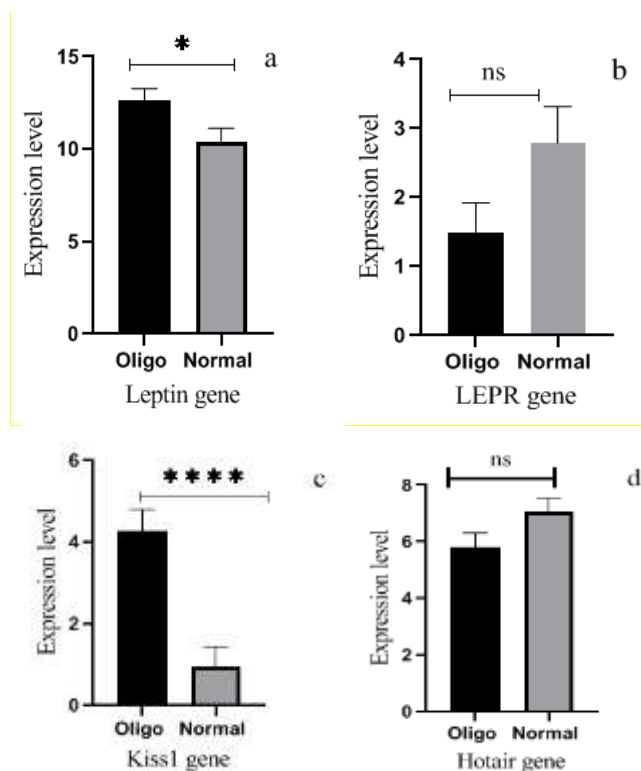 a
*
15
10
5
0
Expression level
Oligo Normal
Leptin gene
b
ns
4
3
2
1
0
Expression level
Oligo Normal
LEPR gene
c
****
6
4
2
0
Expression level
Oligo Normal
Kiss1 gene
d
ns
8
6
4
2
0
Expression level
Oligo Normal
Hotair gene